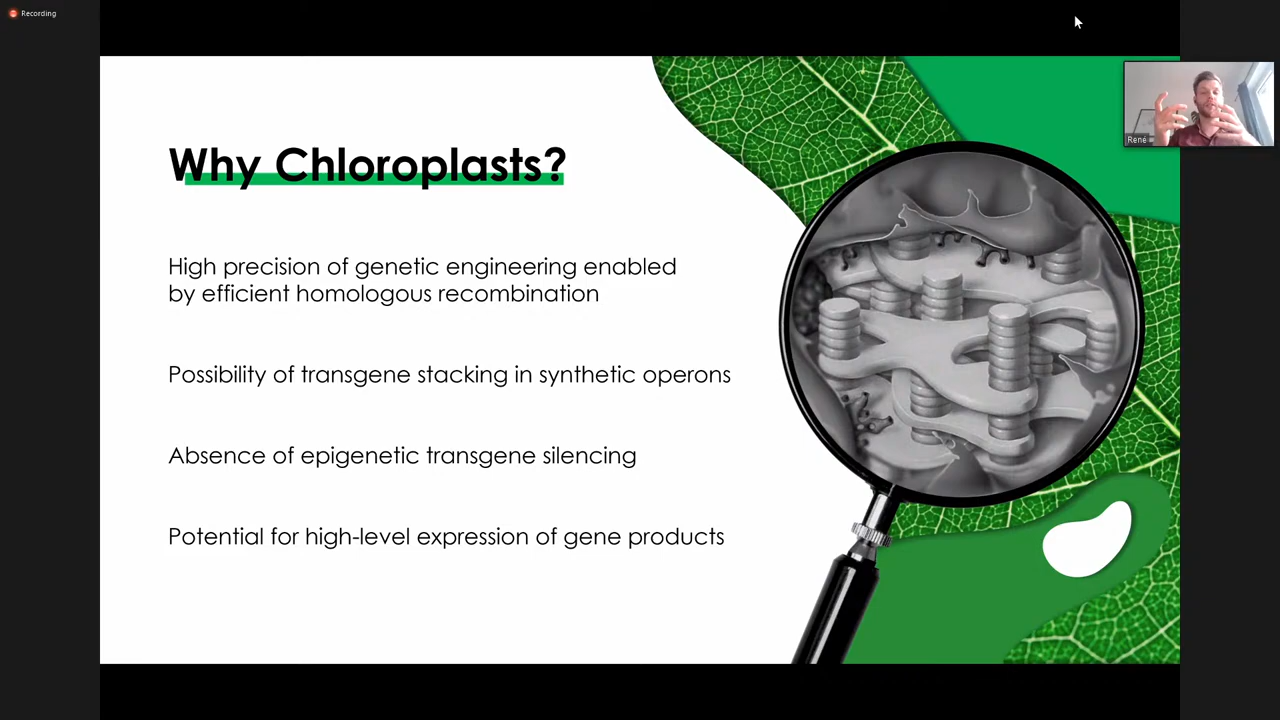 Recording
René
Why Chloroplasts?
High precision of genetic engineering enabled
by efficient homologous recombination
Possibility of transgene stacking in synthetic operons
Absence of epigenetic transgene silencing
Potential for high-level expression of gene products